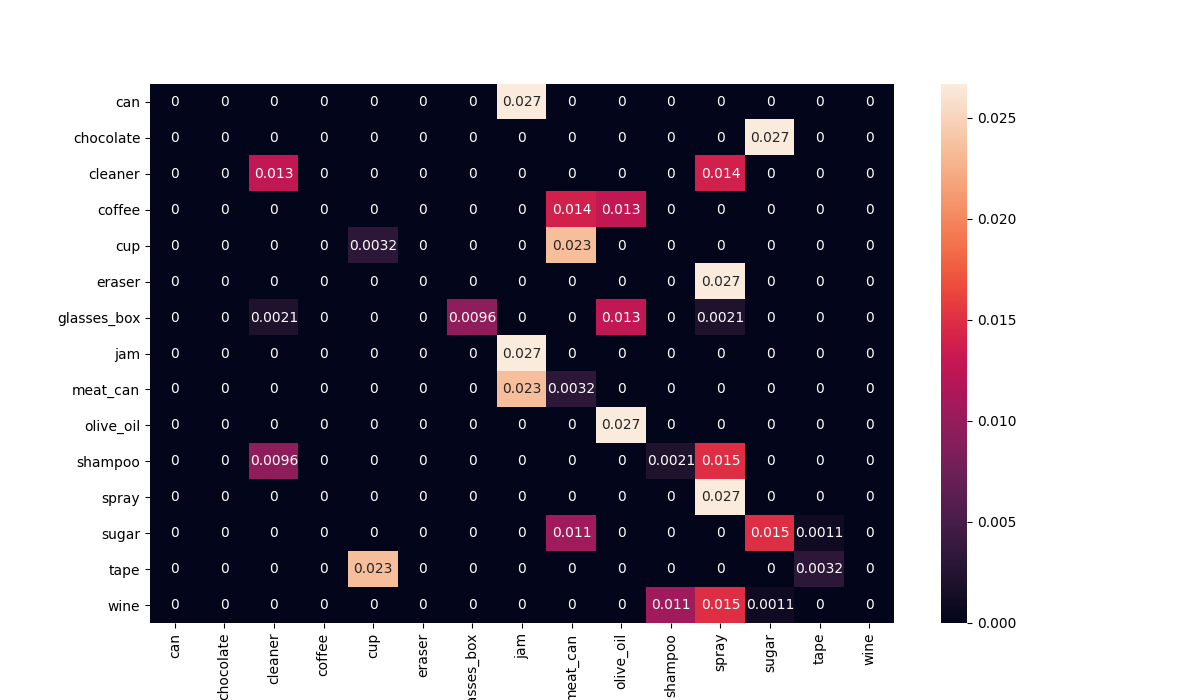 can 0 0 0 0 0 0 0 0.027 0 0 0 0 0 0 0
chocolate 0 0 0 0 0 0 0 0 0 0 0 0 0.027 0 0
cleaner 0 0 0.013 0 0 0 0 0 0 0 0 0.014 0 0 0
coffee 0 0 0 0 0 0 0 0 0.014 0.013 0 0 0 0 0
cup 0 0 0 0 0.0032 0 0 0 0.023 0 0 0 0 0 0
eraser 0 0 0 0 0 0 0 0 0 0 0 0.027 0 0 0
glasses_box 0 0 0.0021 0 0 0 0.0096 0 0 0.013 0 0.0021 0 0 0
jam 0 0 0 0 0 0 0 0.027 0 0 0 0 0 0 0
meat_can 0 0 0 0 0 0 0 0.023 0.0032 0 0 0 0 0 0
olive_oil 0 0 0 0 0 0 0 0 0 0.027 0 0 0 0 0
shampoo 0 0 0.0096 0 0 0 0 0 0 0 0.0021 0.015 0 0 0
spray 0 0 0 0 0 0 0 0 0 0 0 0.027 0 0 0
sugar 0 0 0 0 0 0 0 0 0.011 0 0 0 0.015 0.0011 0
tape 0 0 0 0 0.023 0 0 0 0 0 0 0 0 0.0032 0
wine 0 0 0 0 0 0 0 0 0 0 0.011 0.015 0.0011 0 0
can chocolate cleaner coffee cup eraser asses_box jam meat_can olive_oil shampoo spray sugar tape wine
0.025
0.020
0.015
0.010
0.005
0.000